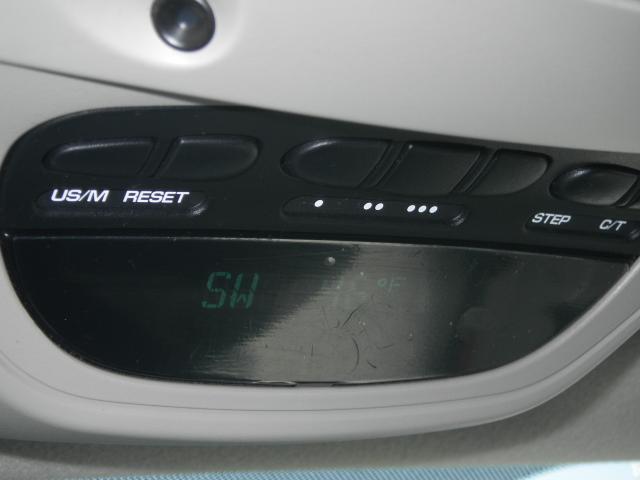 US/M RESET
STEP C/T
SW °F